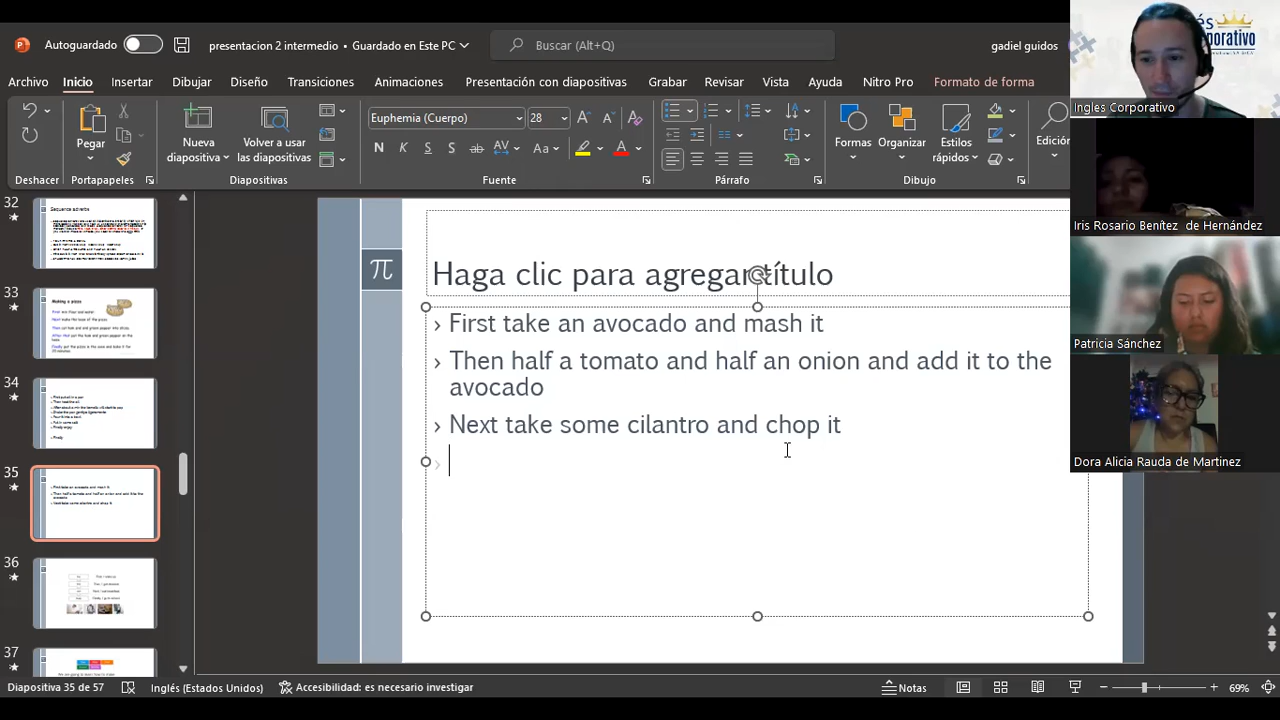 Autoguardado
presentacion 2 intermedio • Guardado en Este PC
Buscar (Alt+Q)
gadiel guidos
Archivo Inicio Insertar Dibujar Diseño Transiciones Animaciones Presentación con diapositivas Grabar Revisar Vista Ayuda Nitro Pro Formato de forma
Pegar
Nueva diapositiva
Volver a usar las diapositivas
Euphemia (Cuerpo) 28
N K S S ab AV Aa A
Formas Organizar Estilos rápidos Edición
Deshacer Portapapeles Diapositivas Fuente Párrafo Dibujo
Ingles Corporativo
Iris Rosario Benítez de Hernández
Patricia Sánchez
Dora Alicia Rauda de Martinez
32
33
Making a pizza
34
35
36
37
π
Haga clic para agregar título
› First take an avocado and mash it
› Then half a tomato and half an onion and add it to the
avocado
› Next take some cilantro and chop it
Diapositiva 35 de 57 Inglés (Estados Unidos) Accesibilidad: es necesario investigar Notas 69%